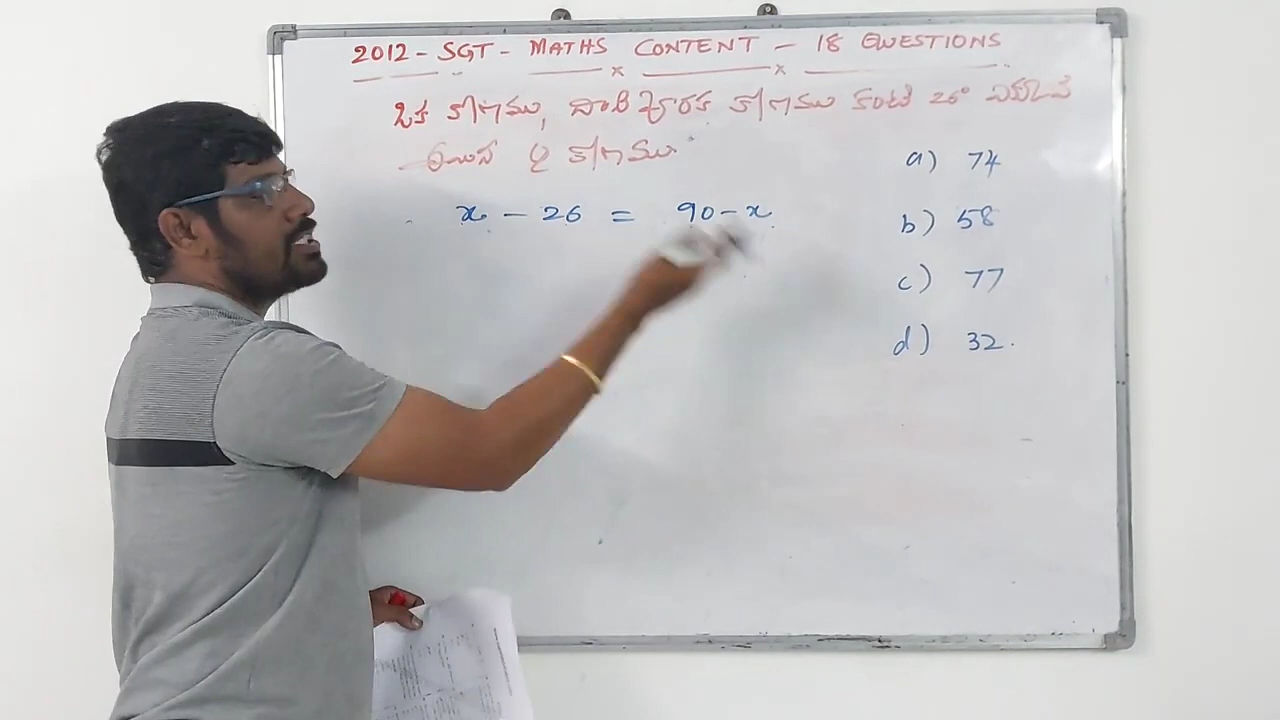 2012 - SGT - MATHS CONTENT - 18 QUESTIONS
ఒక కోణము, దాని పూరక కోణము కంటే 26° ఎక్కువ
అయిన ఆ కోణము
x - 26 = 90 - x
a) 74
b) 58
c) 77
d) 32.